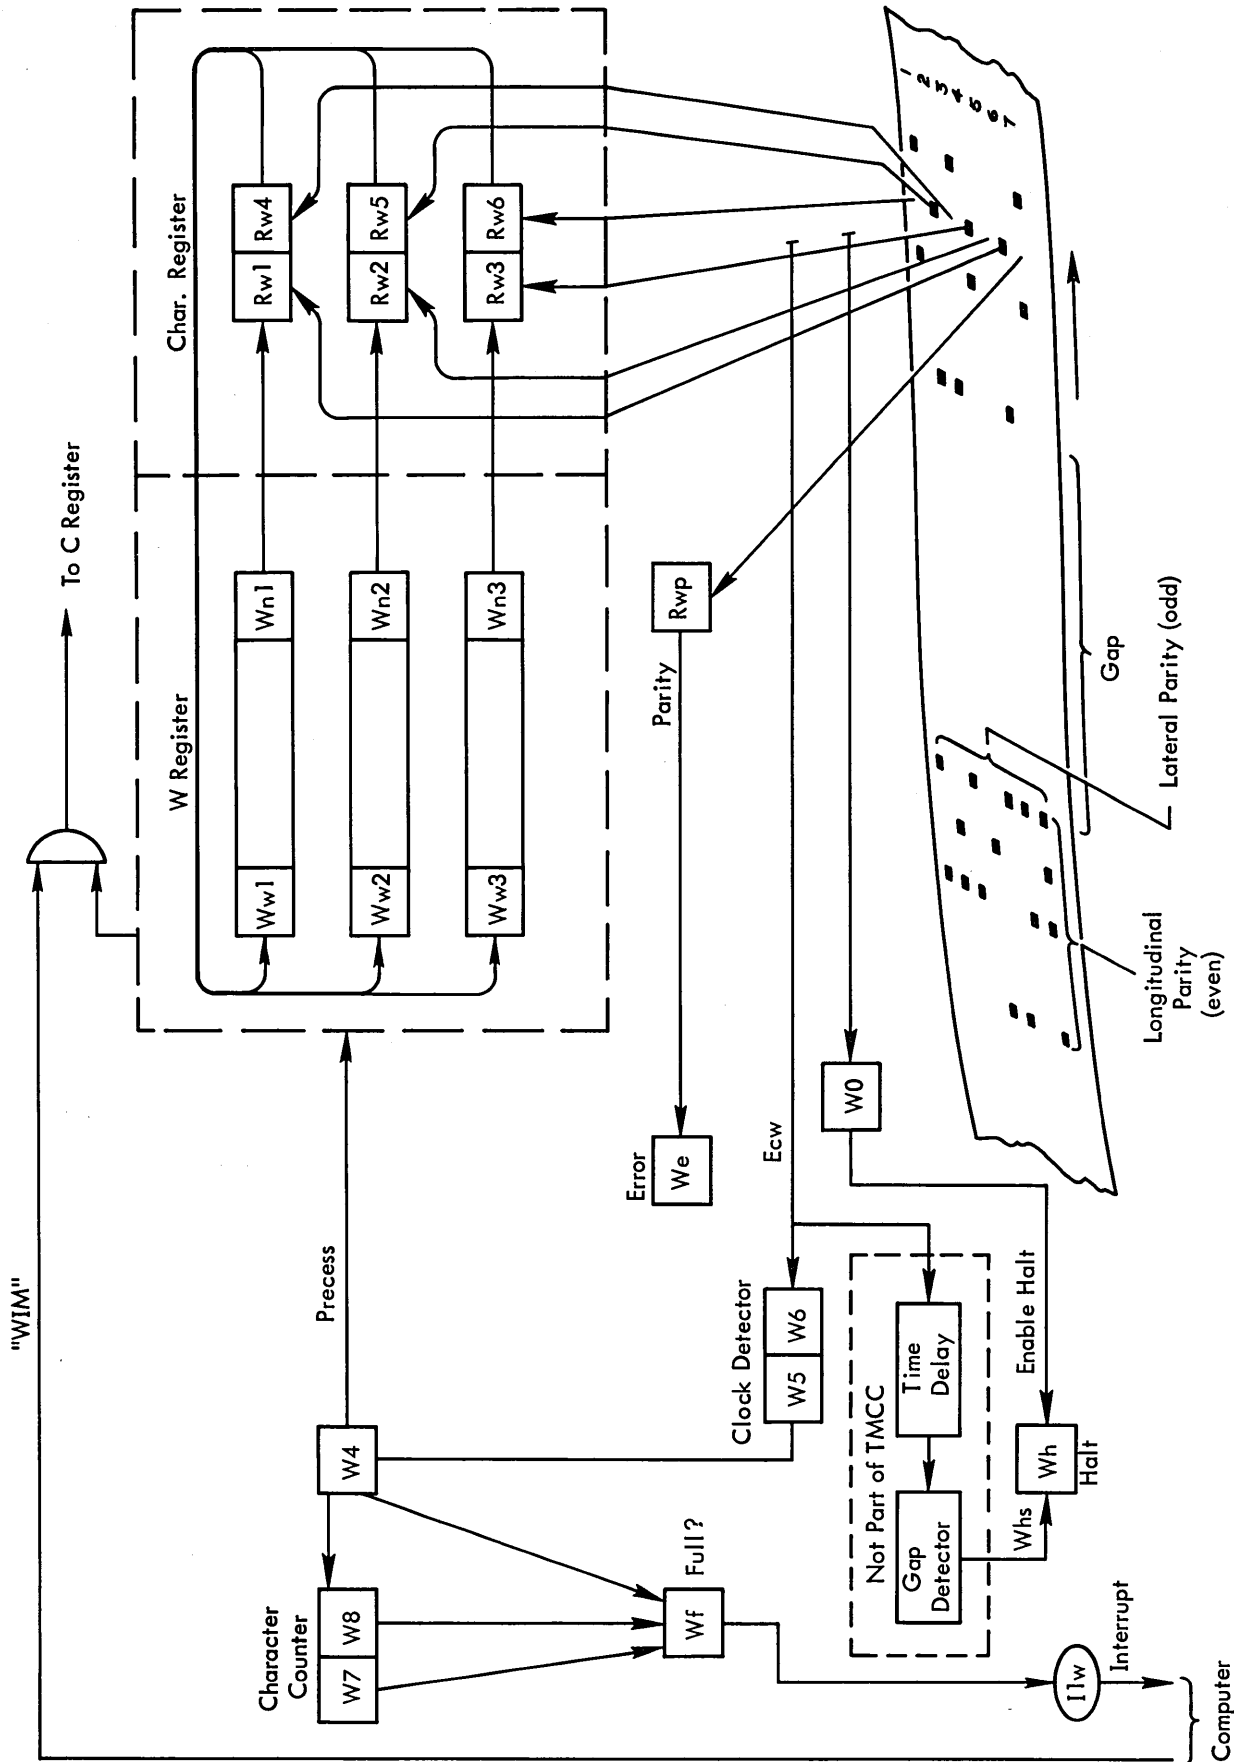 "WIM"
To C Register
W Register
Char. Register
Ww1
Wn1
Rw1
Rw4
Ww2
Wn2
Rw2
Rw5
Ww3
Wn3
Rw3
Rw6
Precess
W4
Character
Counter
W7
W8
Full?
Wf
Error
We
Parity
Rwp
Clock Detector
W5
W6
Ecw
W0
Not Part of TMCC
Gap
Detector
Time
Delay
Whs
Enable Halt
Wh
Halt
I1w
Interrupt
Computer
Longitudinal
Parity
(even)
Lateral Parity (odd)
Gap
1
2
3
4
5
6
7